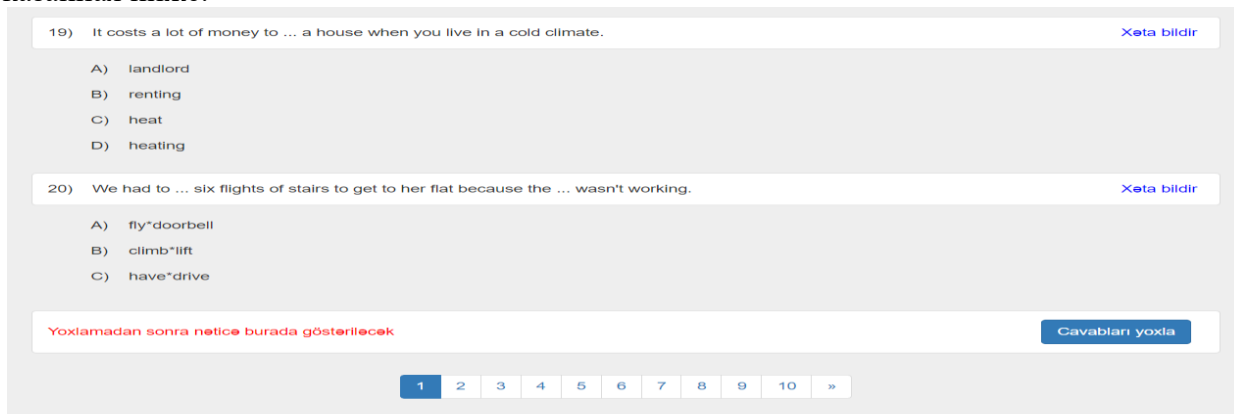 19) It costs a lot of money to ... a house when you live in a cold climate. Xəta bildir
A) landlord
B) renting
C) heat
D) heating
20) We had to ... six flights of stairs to get to her flat because the ... wasn't working. Xəta bildir
A) fly*doorbell
B) climb*lift
C) have*drive
Yoxlamadan sonra nəticə burada göstəriləcək Cavabları yoxla
1 2 3 4 5 6 7 8 9 10 »